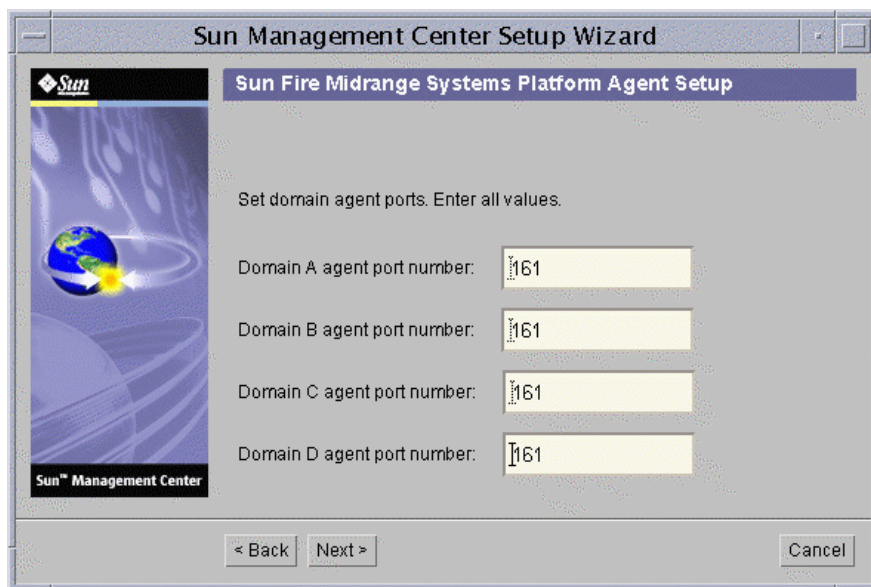 Sun Management Center Setup Wizard
Sun
Sun Fire Midrange Systems Platform Agent Setup
Set domain agent ports. Enter all values.
Domain A agent port number: 161
Domain B agent port number: 161
Domain C agent port number: 161
Domain D agent port number: 161
Sun™ Management Center
< Back Next > Cancel